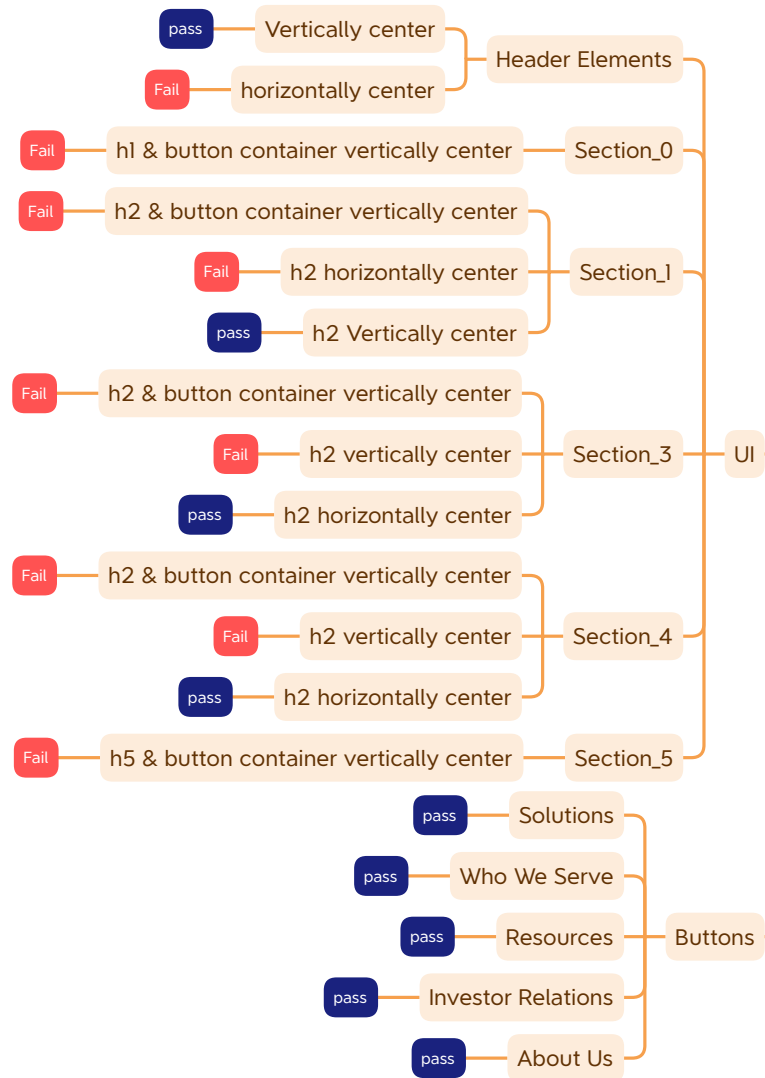 pass Vertically center
Header Elements
Fail horizontally center
Fail h1 & button container vertically center Section_0
Fail h2 & button container vertically center
Fail h2 horizontally center Section_1
pass h2 Vertically center
Fail h2 & button container vertically center
Fail h2 vertically center Section_3 UI
pass h2 horizontally center
Fail h2 & button container vertically center
Fail h2 vertically center Section_4
pass h2 horizontally center
Fail h5 & button container vertically center Section_5
pass Solutions
pass Who We Serve
pass Resources Buttons
pass Investor Relations
pass About Us